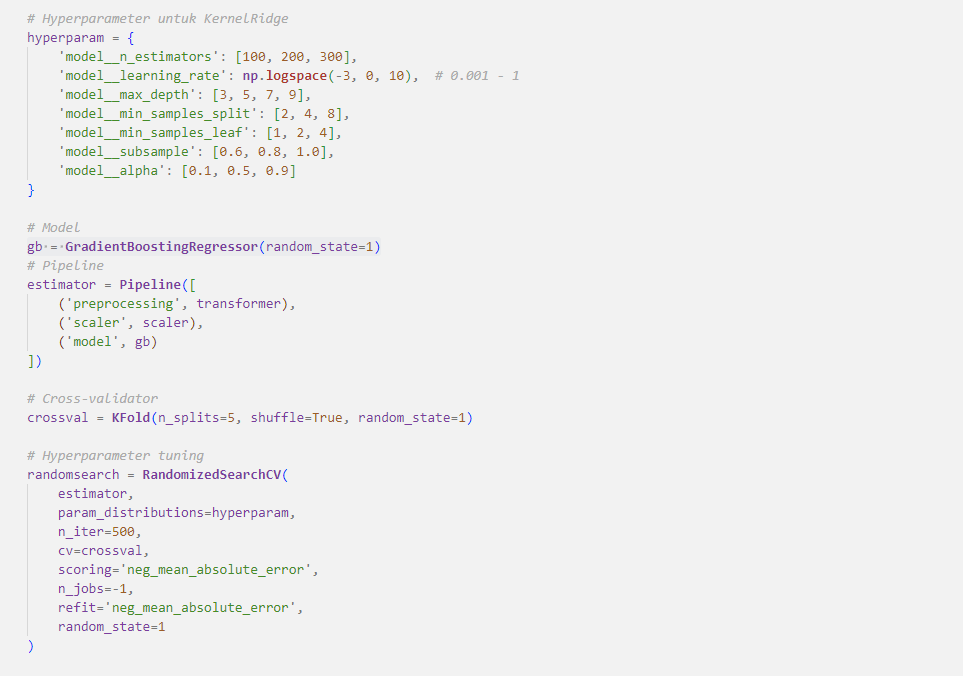 # Hyperparameter untuk KernelRidge
hyperparam = {
    'model__n_estimators': [100, 200, 300],
    'model__learning_rate': np.logspace(-3, 0, 10),  # 0.001 - 1
    'model__max_depth': [3, 5, 7, 9],
    'model__min_samples_split': [2, 4, 8],
    'model__min_samples_leaf': [1, 2, 4],
    'model__subsample': [0.6, 0.8, 1.0],
    'model__alpha': [0.1, 0.5, 0.9]
}

# Model
gb·=·GradientBoostingRegressor(random_state=1)
# Pipeline
estimator = Pipeline([
    ('preprocessing', transformer),
    ('scaler', scaler),
    ('model', gb)
])

# Cross-validator
crossval = KFold(n_splits=5, shuffle=True, random_state=1)

# Hyperparameter tuning
randomsearch = RandomizedSearchCV(
    estimator,
    param_distributions=hyperparam,
    n_iter=500,
    cv=crossval,
    scoring='neg_mean_absolute_error',
    n_jobs=-1,
    refit='neg_mean_absolute_error',
    random_state=1
)